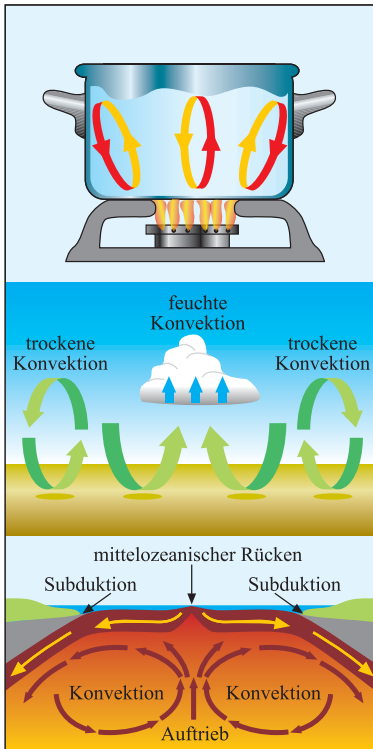 feuchte
Konvektion
trockene
Konvektion
trockene
Konvektion
mittelozeanischer Rücken
Subduktion
Subduktion
Konvektion
Konvektion
Auftrieb